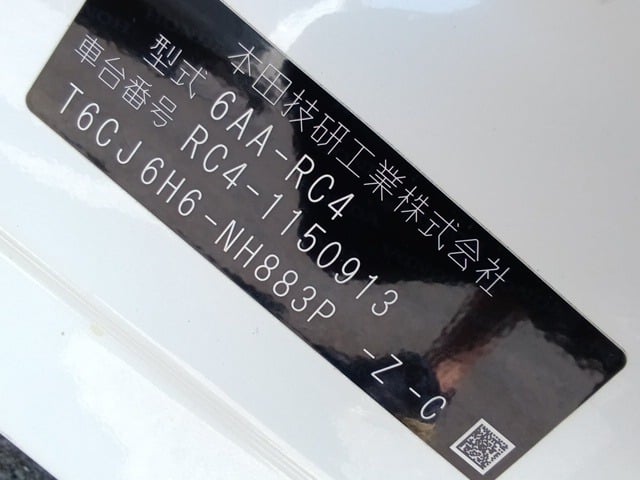 本田技研工業株式会社
型式 6AA-RC4
車台番号 RC4-1150913
T6CJ6H6-NH883P -Z-C